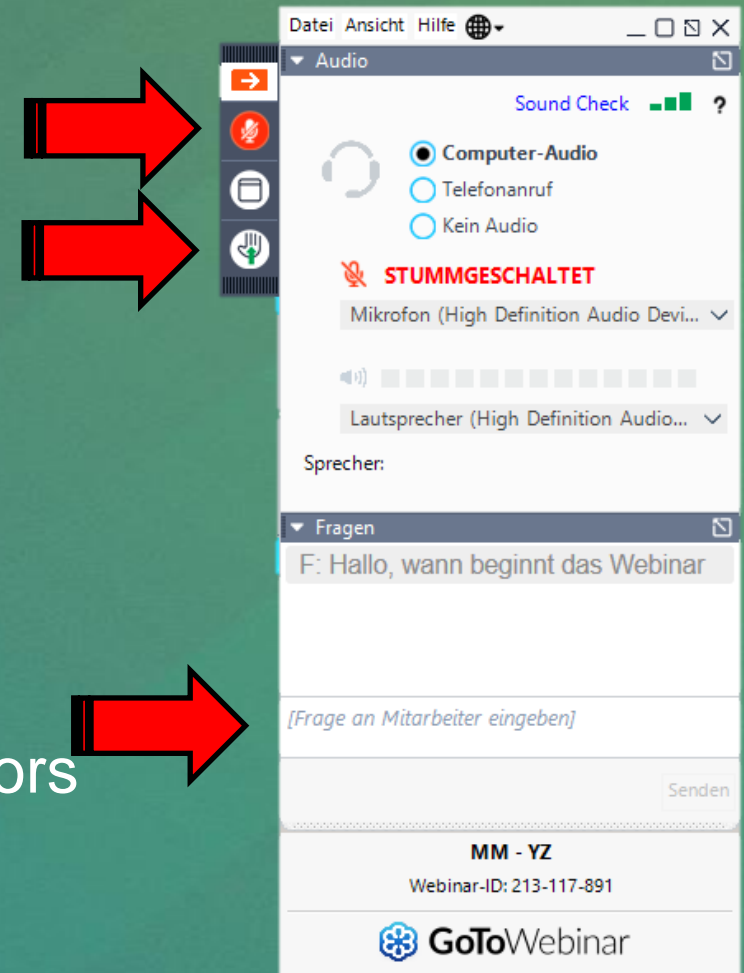 Datei Ansicht Hilfe
Audio
Sound Check ?
Computer-Audio
Telefonanruf
Kein Audio
STUMMGESCHALTET
Mikrofon (High Definition Audio Devi...
Lautsprecher (High Definition Audio...
Sprecher:
Fragen
F: Hallo, wann beginnt das Webinar
[Frage an Mitarbeiter eingeben]
ors
Senden
MM - YZ
Webinar-ID: 213-117-891
GoToWebinar